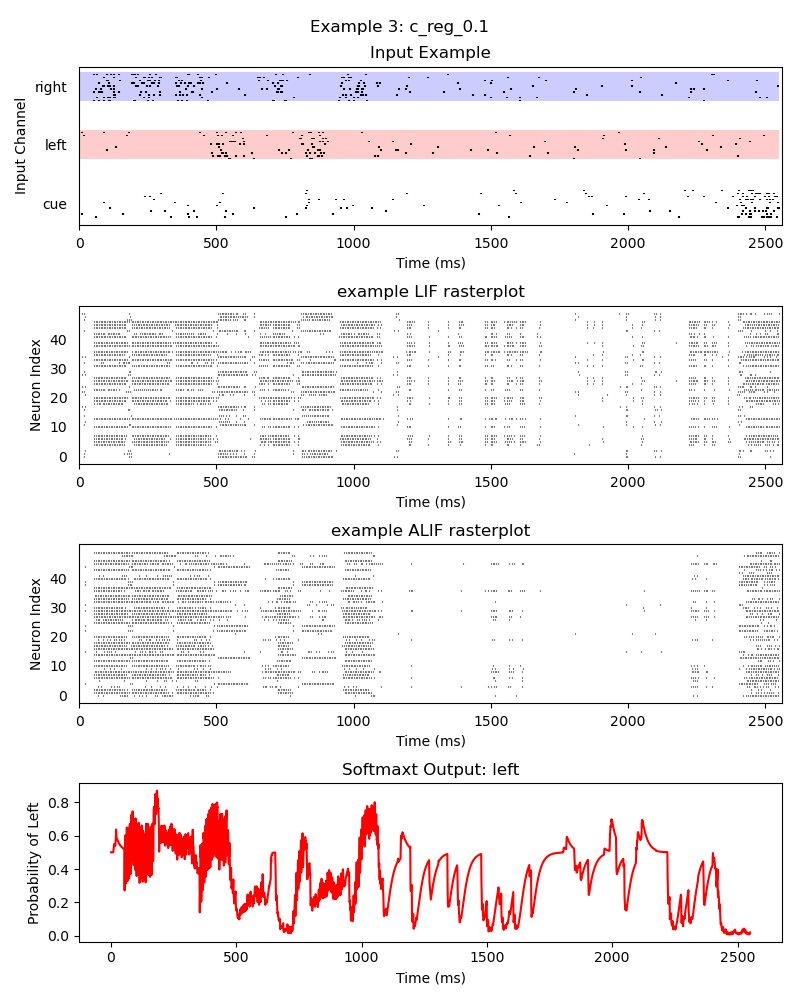 Example 3: c_reg_0.1
Input Example
Input Channel
right
left
cue
0 500 1000 1500 2000 2500
Time (ms)
example LIF rasterplot
Neuron Index
40
30
20
10
0
0 500 1000 1500 2000 2500
Time (ms)
example ALIF rasterplot
Neuron Index
40
30
20
10
0
0 500 1000 1500 2000 2500
Time (ms)
Softmaxt Output: left
Probability of Left
0.8
0.6
0.4
0.2
0.0
0 500 1000 1500 2000 2500
Time (ms)